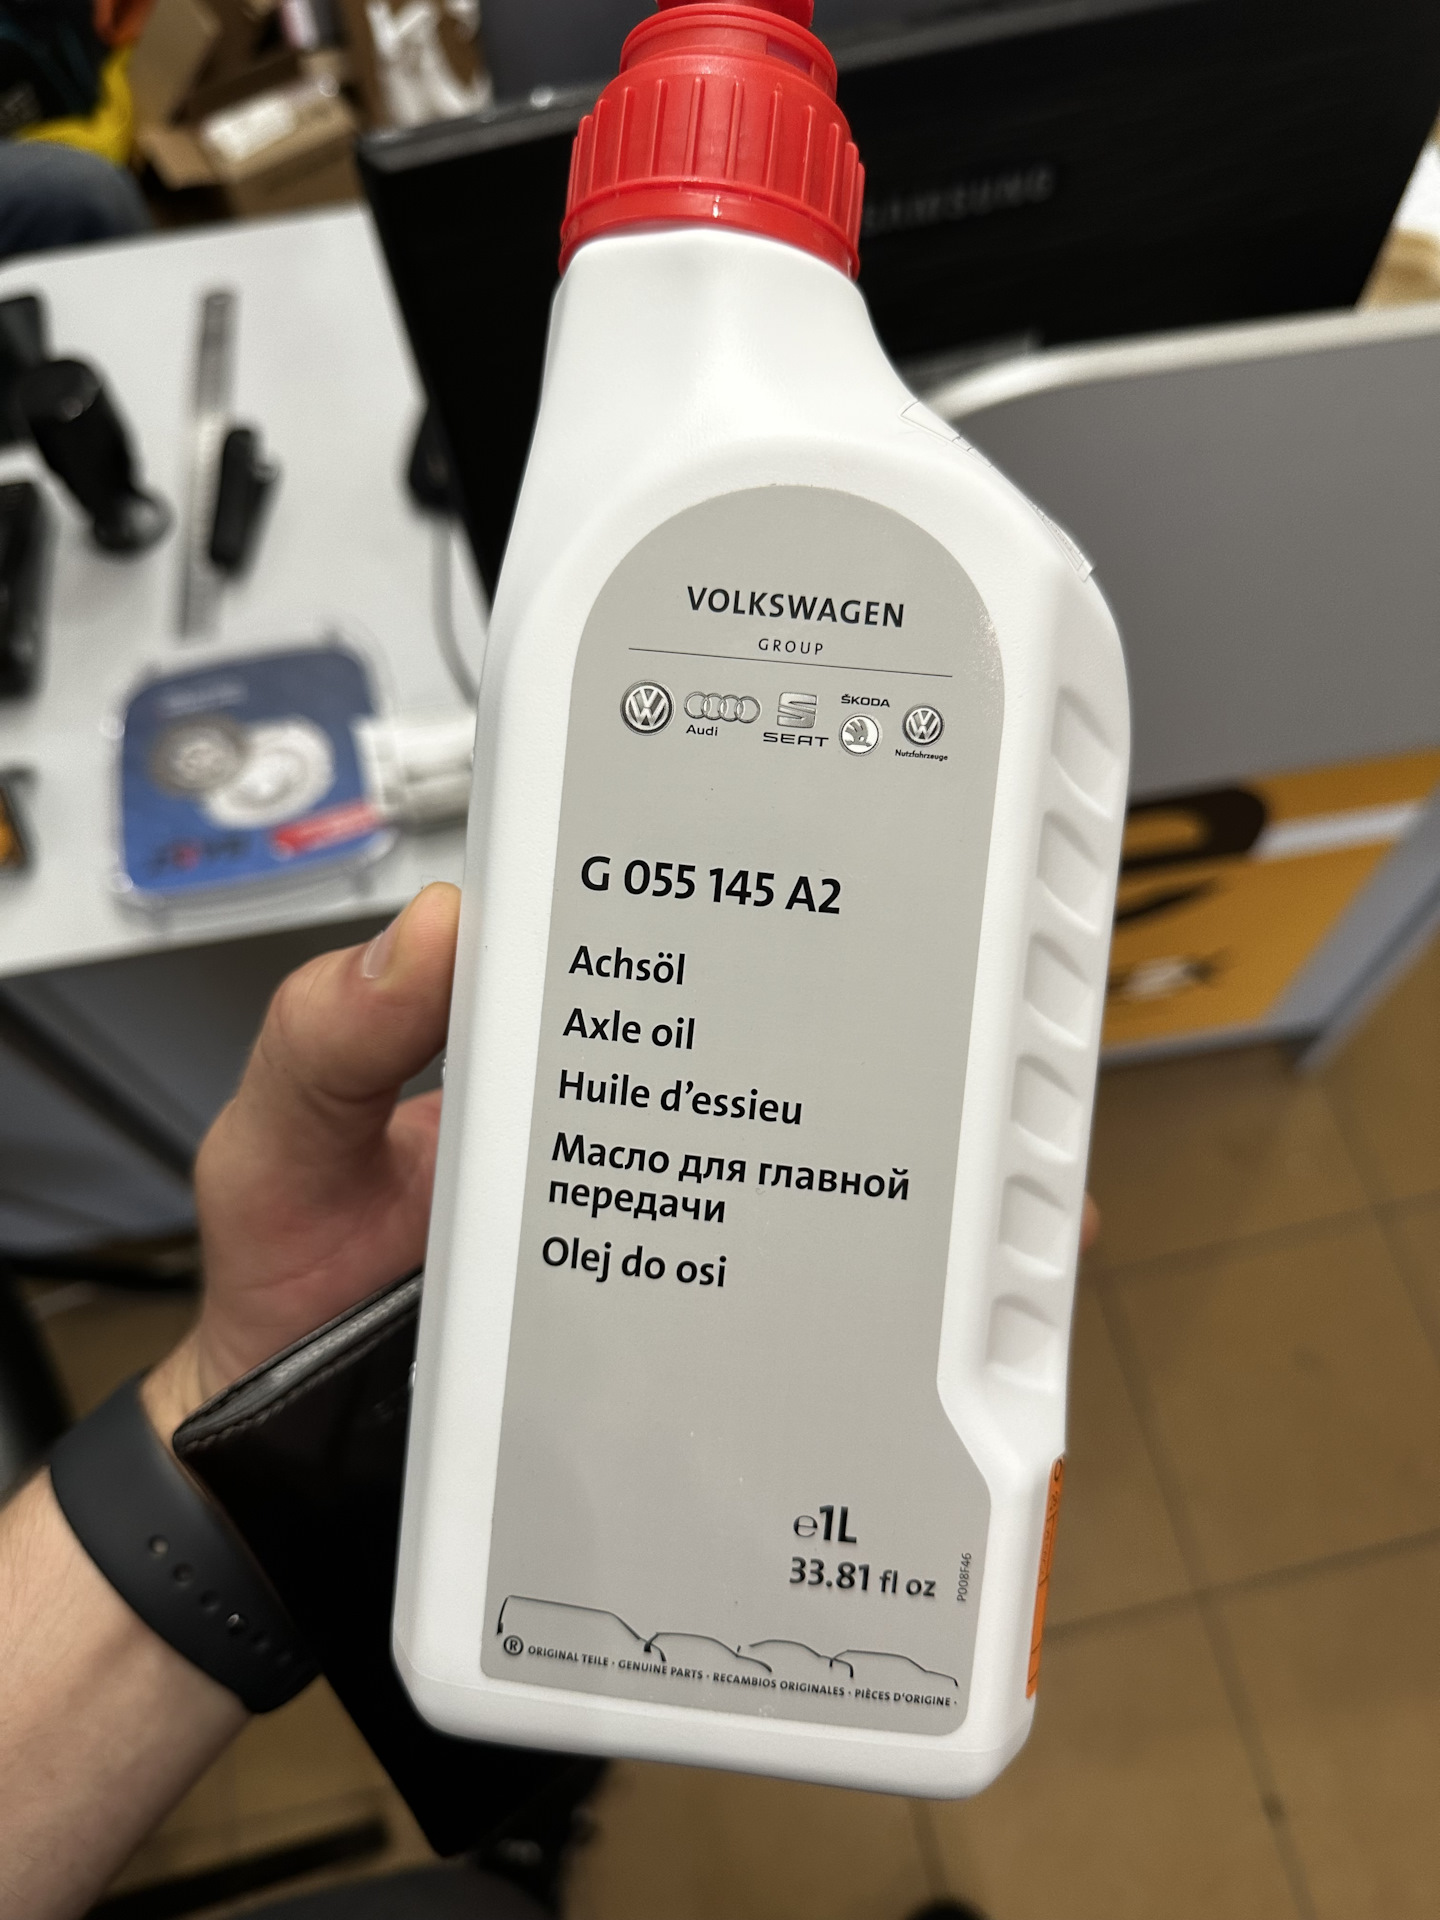 SAMSUNG
VOLKSWAGEN
GROUP
Audi
SEAT
ŠKODA
Nutzfahrzeuge
G 055 145 A2
Achsöl
Axle oil
Huile d'essieu
Масло для главной
передачи
Olej do osi
e1L
33.81 fl oz
P008F46
® ORIGINAL TEILE · GENUINE PARTS · RECAMBIOS ORIGINALES · PIÈCES D'ORIGINE ·